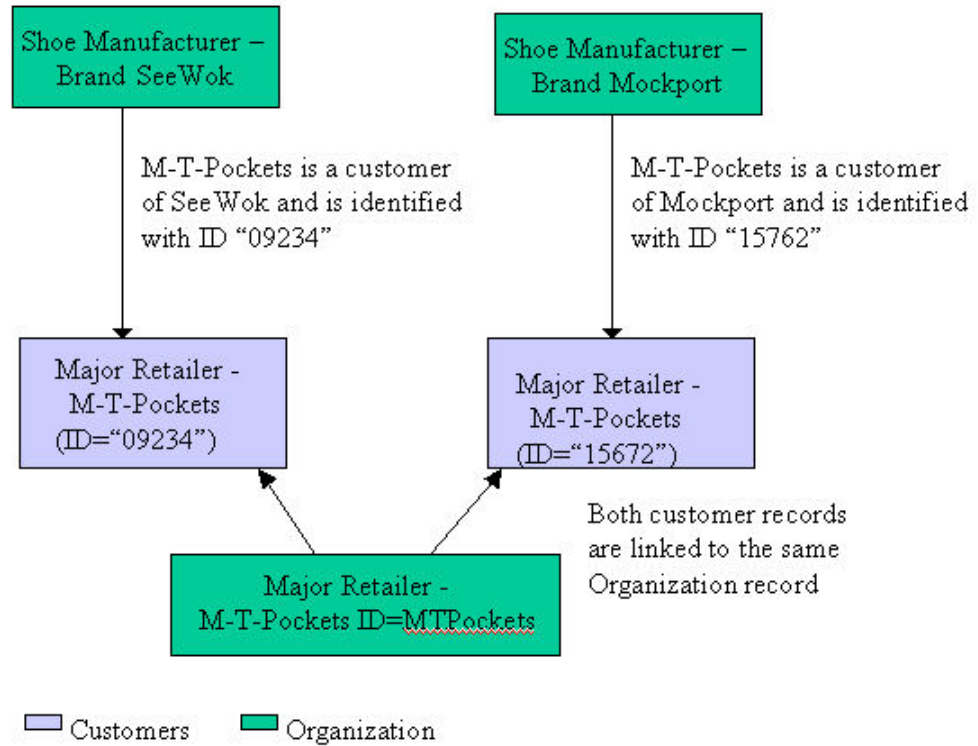 Shoe Manufacturer –
Brand SeeWok
Shoe Manufacturer –
Brand Mockport
M-T-Pockets is a customer
of SeeWok and is identified
with ID “09234”
M-T-Pockets is a customer
of Mockport and is identified
with ID “15762”
Major Retailer -
M-T-Pockets
(ID=“09234”)
Major Retailer -
M-T-Pockets
(ID=“15672”)
Both customer records
are linked to the same
Organization record
Major Retailer -
M-T-Pockets ID=MTPockets
Customers
Organization